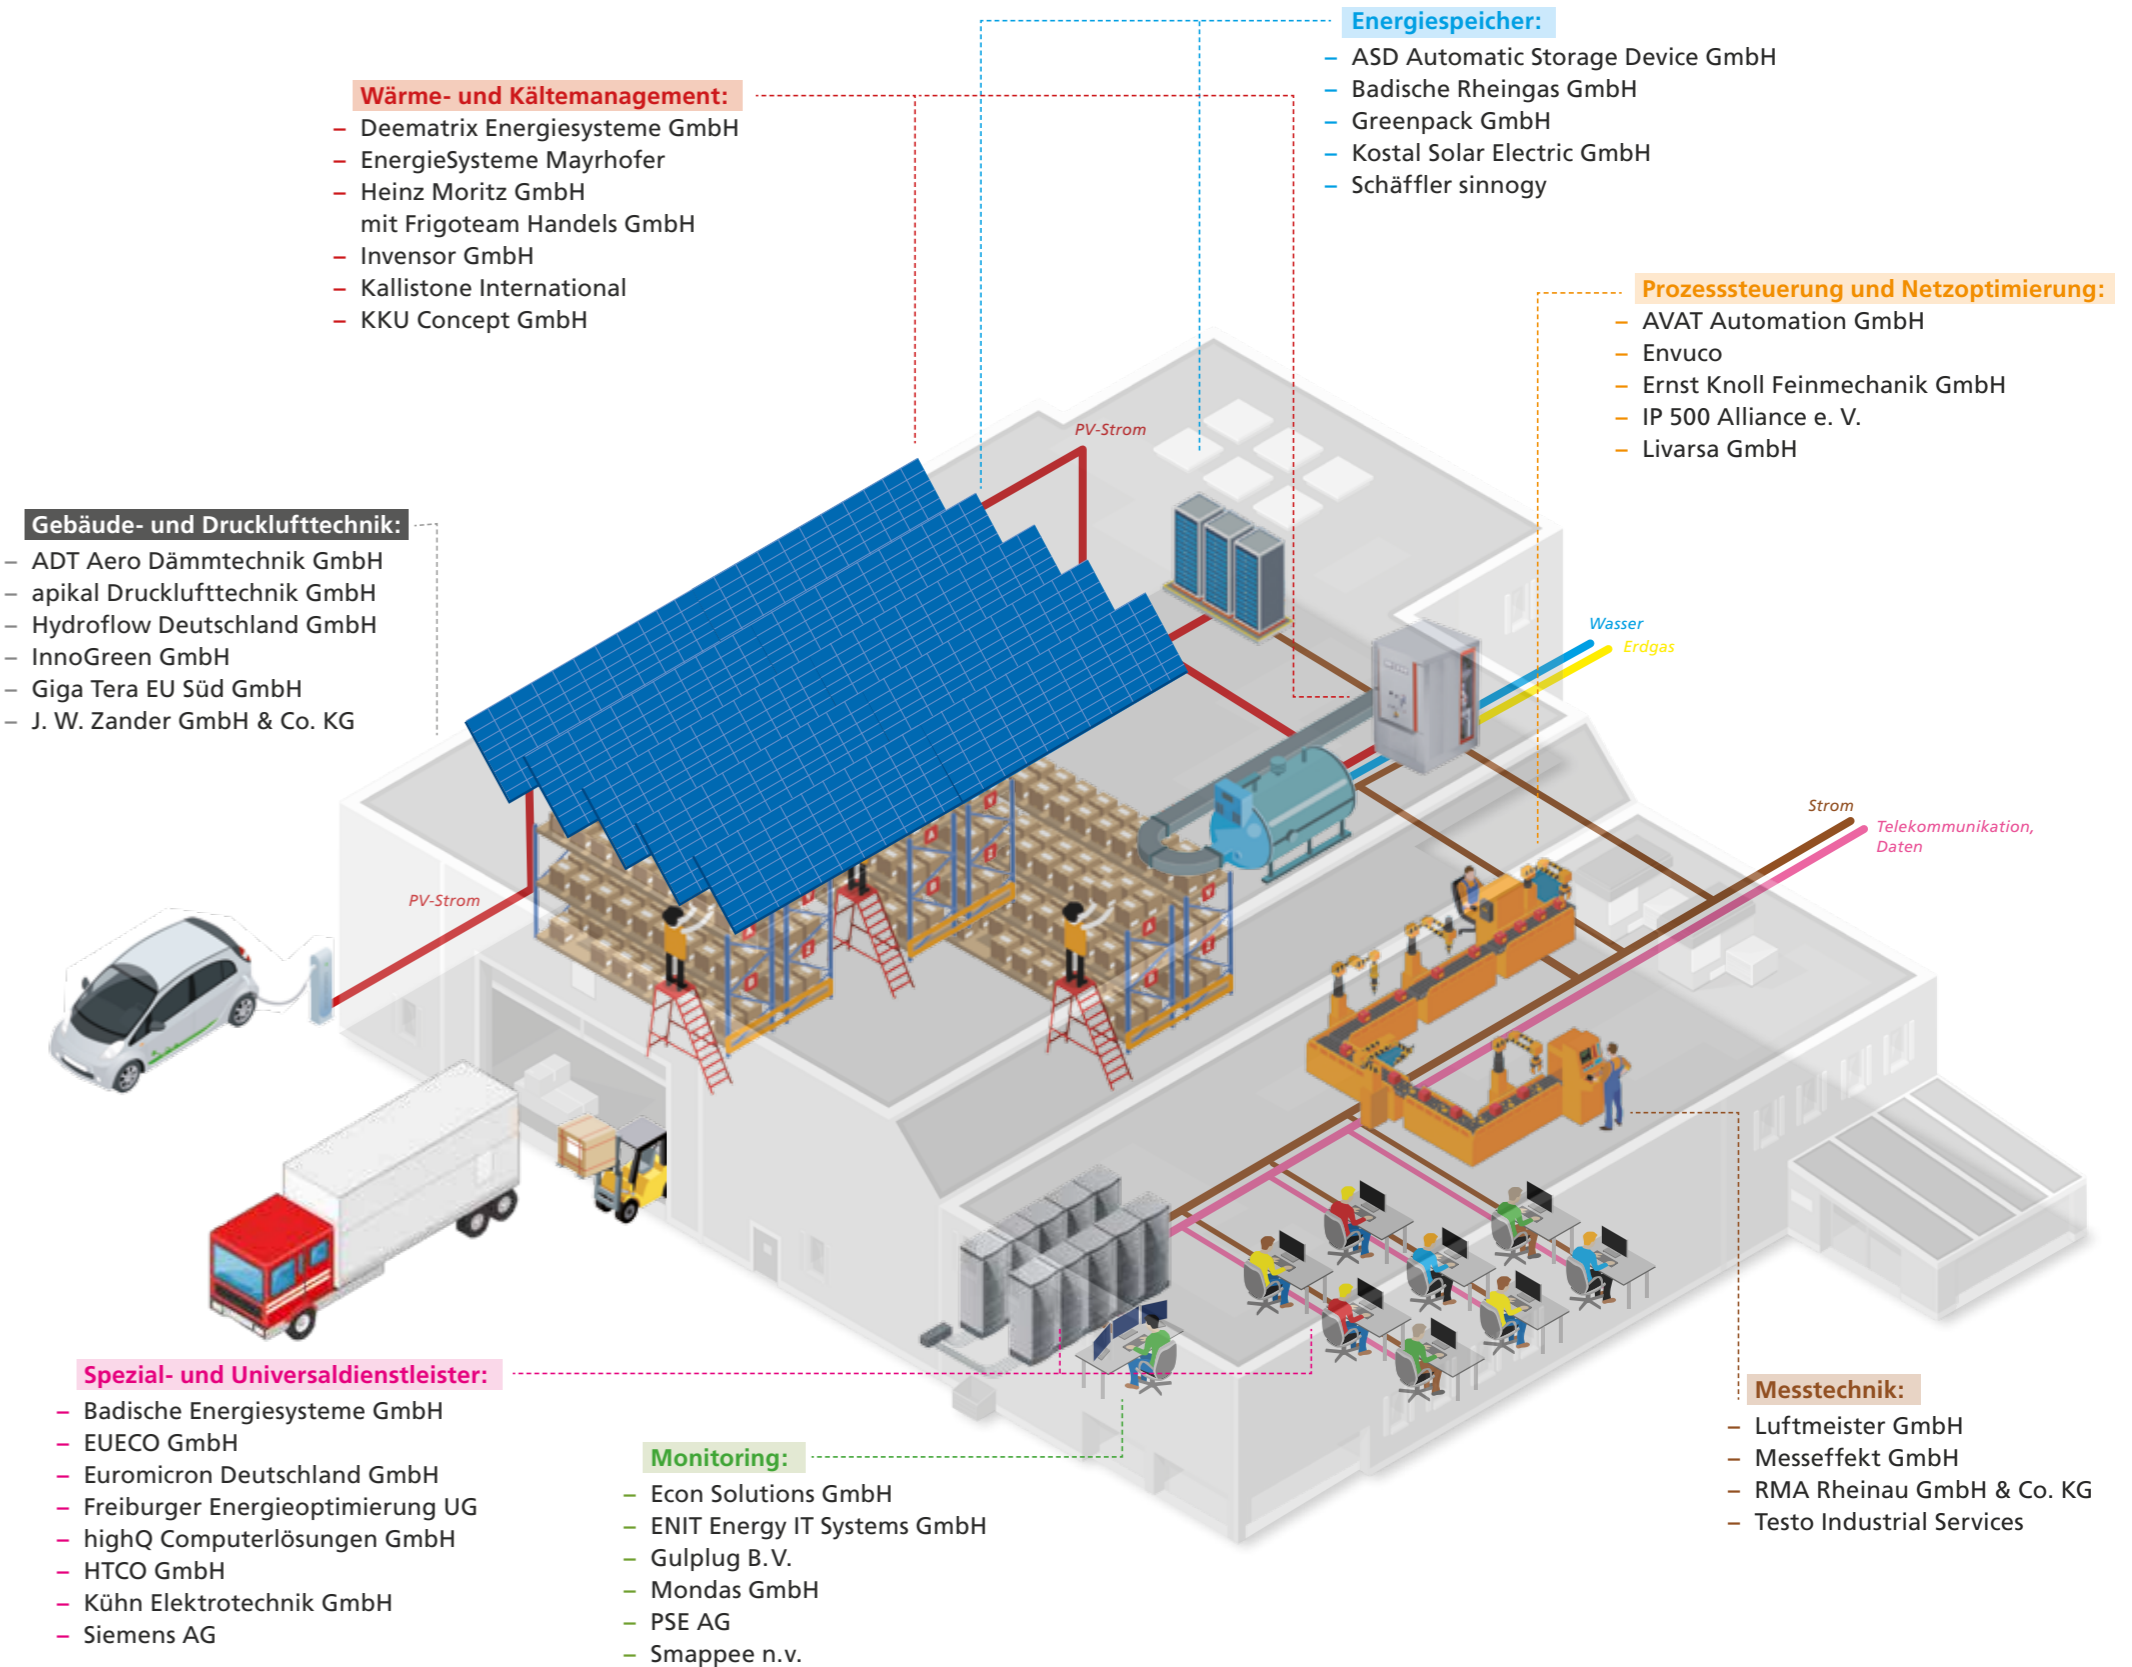 Energiespeicher:
– ASD Automatic Storage Device GmbH
– Badische Rheingas GmbH
– Greenpack GmbH
– Kostal Solar Electric GmbH
– Schäffler sinnogy
Wärme- und Kältemanagement:
– Deematrix Energiesysteme GmbH
– EnergieSysteme Mayrhofer
– Heinz Moritz GmbH
mit Frigoteam Handels GmbH
– Invensor GmbH
– Kallistone International
– KKU Concept GmbH
Prozesssteuerung und Netzoptimierung:
– AVAT Automation GmbH
– Envuco
– Ernst Knoll Feinmechanik GmbH
– IP 500 Alliance e. V.
– Livarsa GmbH
PV-Strom
Gebäude- und Drucklufttechnik:
– ADT Aero Dämmtechnik GmbH
– apikal Drucklufttechnik GmbH
– Hydroflow Deutschland GmbH
– InnoGreen GmbH
– Giga Tera EU Süd GmbH
– J. W. Zander GmbH & Co. KG
Wasser
Erdgas
Strom
Telekommunikation,
Daten
PV-Strom
Spezial- und Universaldienstleister:
– Badische Energiesysteme GmbH
– EUECO GmbH
– Euromicron Deutschland GmbH
– Freiburger Energieoptimierung UG
– highQ Computerlösungen GmbH
– HTCO GmbH
– Kühn Elektrotechnik GmbH
– Siemens AG
Monitoring:
– Econ Solutions GmbH
– ENIT Energy IT Systems GmbH
– Gulplug B.V.
– Mondas GmbH
– PSE AG
– Smappee n.v.
Messtechnik:
– Luftmeister GmbH
– Messeffekt GmbH
– RMA Rheinau GmbH & Co. KG
– Testo Industrial Services